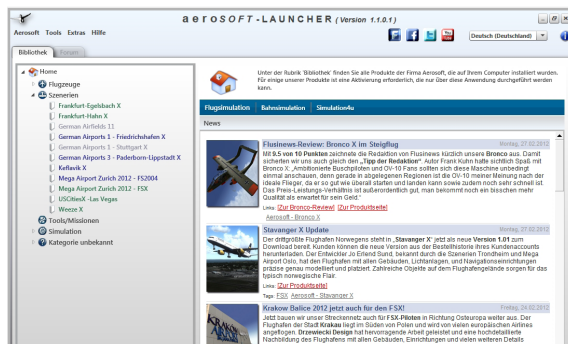 aeroSOFT-LAUNCHER (Version 1.1.0.1)
Aerosoft Tools Extras Hilfe
Deutsch (Deutschland)
Bibliothek Forum
Home
Flugzeuge
Szenerien
Frankfurt-Egelsbach X
Frankfurt-Hahn X
German Airfields 11
German Airports 1 - Friedrichshafen X
German Airports 1 - Stuttgart X
German Airports 3 - Paderborn-Lippstadt X
Keflavik X
Mega Airport Zurich 2012 - FS2004
Mega Airport Zurich 2012 - FSX
USCitiesX -Las Vegas
Weeze X
Tools/Missionen
Simulation
Kategorie unbekannt
Unter der Rubrik 'Bibliothek' finden Sie alle Produkte der Firma Aerosoft, die auf Ihrem Computer installiert wurden.
Für einige unserer Produkte ist eine Aktivierung erforderlich, die nur über diese Anwendung durchgeführt werden
kann.
Flugsimulation Bahnsimulation Simulation4u
News
Flusinews-Review: Bronco X im Steigflug Montag, 27.02.2012
Mit 9.5 von 10 Punkten zeichnete die Redaktion von Flusinews kürzlich unsere Bronco aus. Damit
sicherten wir uns auch gleich den „Tipp der Redaktion“. Autor Frank Kuhn hatte sichtlich Spaß mit
Bronco X: „Ambitionierte Buschpiloten und OV-10 Fans sollten sich diese Maschine unbedingt
einmal anschauen, denn gerade in abgelegenen Regionen ist die OV-10 meiner Meinung nach der
ideale Flieger, da er so gut wie überall starten und landen kann sowie zudem noch sehr schnell ist.
Das Preis-Leistungs-Verhältnis ist außerordentlich gut, man bekommt noch ein bisschen mehr
Qualität als erwartet für sein Geld.“
Links: [Zur Bronco-Review] [Zur Produktseite]
Aerosoft - Bronco X
Stavanger X Update Montag, 27.02.2012
Der drittgrößte Flughafen Norwegens steht in „Stavanger X“ jetzt als neue Version 1.01 zum
Download bereit. Kunden können die neue Version aus der Bestellhistorie ihres Kundenaccounts
herunterladen. Der Entwickler Jo Erlend Sund, bekannt durch die Szenerien Trondheim und Mega
Airport Oslo, hat den Flughafen mit allen Gebäuden, Lichtanlagen, und Navigationseinrichtungen
präzise genau modelliert und platziert. Zahlreiche Objekte auf dem Flughafengelände sorgen für das
typisch norwegische Flair.
Links: [Zur Produktseite]
Tags: FSX Aerosoft - Stavanger X
Krakow Balice 2012 jetzt auch für den FSX! Freitag, 24.02.2012
Jetzt bauen wir unser Streckennetz auch für FSX-Piloten in Richtung Osteuropa weiter aus. Der
Flughafen der Stadt Krakau liegt im Süden von Polen und wird von vielen europäischen Airlines
angeflogen. Drzewiecki Design hat hervorragende Arbeit geleistet und eine hochdetaillierte
Nachbildung des Flughafens mit allen Gebäuden, Einrichtungen und vielen weiteren Details